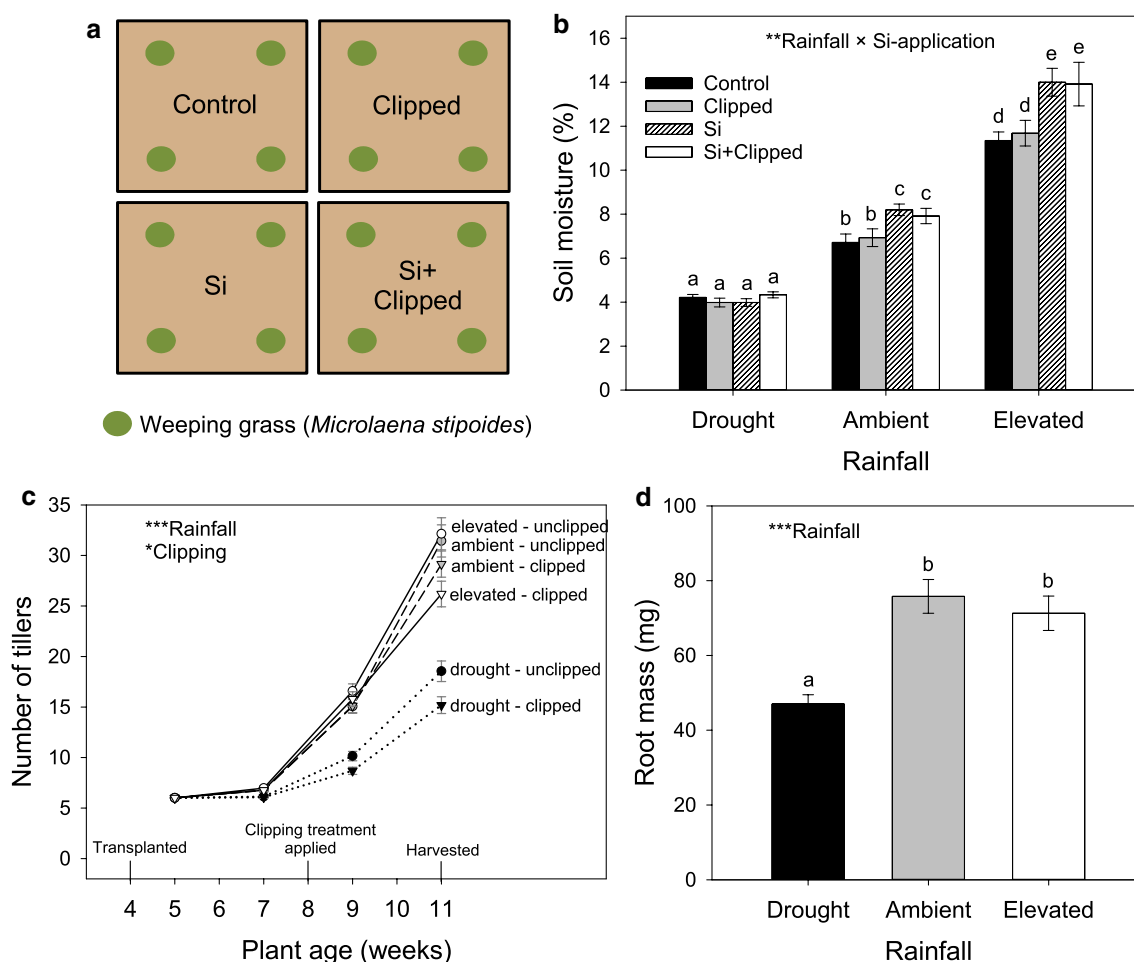 a
Control
Clipped
Si
Si+
Clipped
Weeping grass (Microlaena stipoides)
b
**Rainfall × Si-application
Control
Clipped
Si
Si+Clipped
Soil moisture (%)
16
14
12
10
8
6
4
2
0
a a a a
b b c c
d d e e
Drought Ambient Elevated
Rainfall
c
***Rainfall
*Clipping
Number of tillers
35
30
25
20
15
10
5
0
elevated - unclipped
ambient - unclipped
ambient - clipped
elevated - clipped
drought - unclipped
drought - clipped
Transplanted
Clipping treatment
applied
Harvested
4 5 6 7 8 9 10 11
Plant age (weeks)
d
***Rainfall
Root mass (mg)
100
80
60
40
20
0
a b b
Drought Ambient Elevated
Rainfall